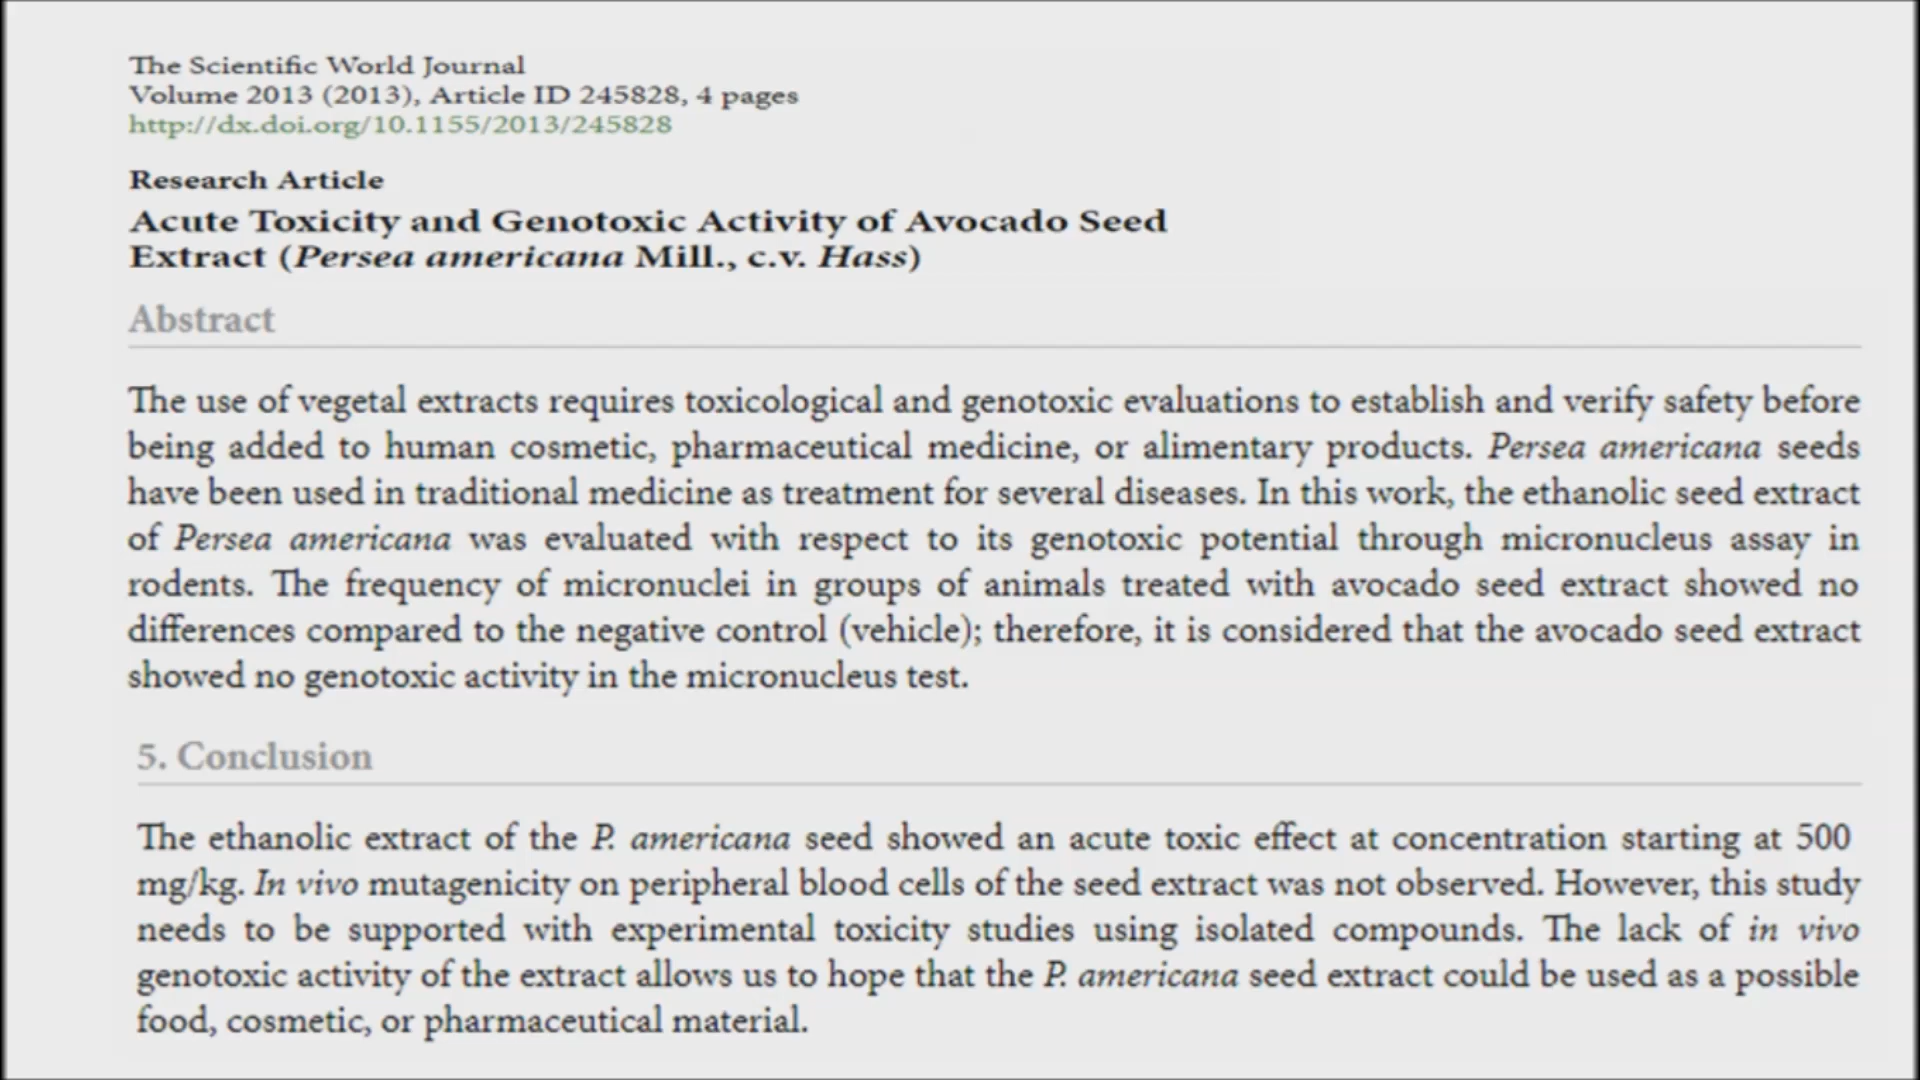 The Scientific World Journal
Volume 2013 (2013), Article ID 245828, 4 pages
http://dx.doi.org/10.1155/2013/245828
Research Article
Acute Toxicity and Genotoxic Activity of Avocado Seed
Extract (Persea americana Mill., c.v. Hass)
Abstract
The use of vegetal extracts requires toxicological and genotoxic evaluations to establish and verify safety before
being added to human cosmetic, pharmaceutical medicine, or alimentary products. Persea americana seeds
have been used in traditional medicine as treatment for several diseases. In this work, the ethanolic seed extract
of Persea americana was evaluated with respect to its genotoxic potential through micronucleus assay in
rodents. The frequency of micronuclei in groups of animals treated with avocado seed extract showed no
differences compared to the negative control (vehicle); therefore, it is considered that the avocado seed extract
showed no genotoxic activity in the micronucleus test.
5. Conclusion
The ethanolic extract of the P. americana seed showed an acute toxic effect at concentration starting at 500
mg/kg. In vivo mutagenicity on peripheral blood cells of the seed extract was not observed. However, this study
needs to be supported with experimental toxicity studies using isolated compounds. The lack of in vivo
genotoxic activity of the extract allows us to hope that the P. americana seed extract could be used as a possible
food, cosmetic, or pharmaceutical material.